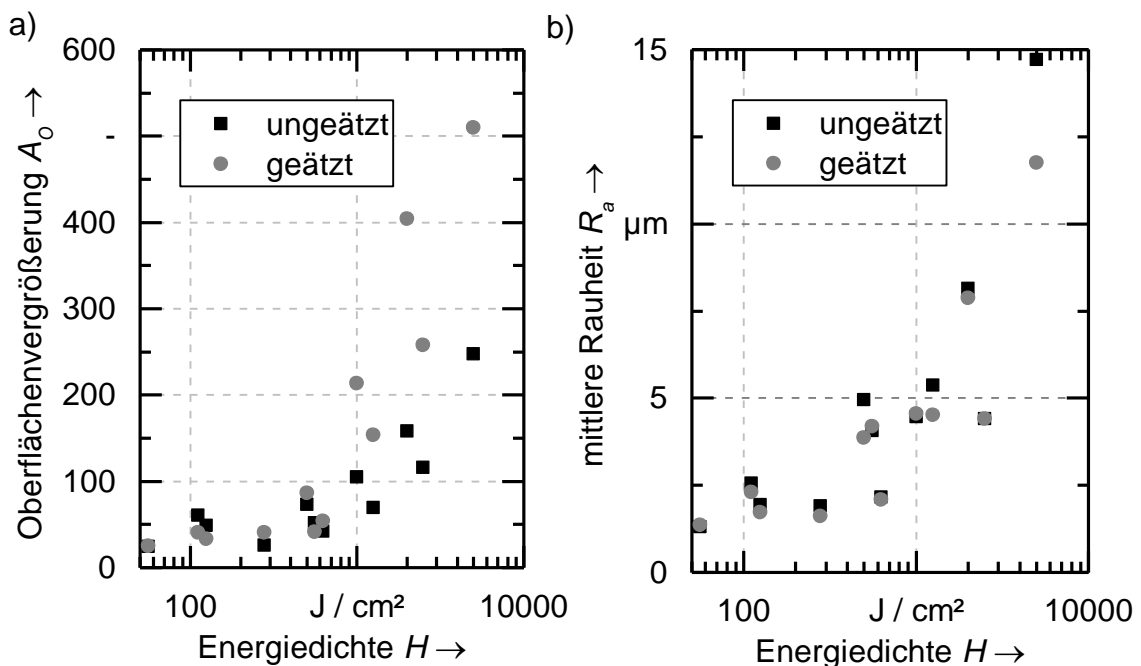 a)
Oberflächenvergrößerung A_O →
600
-
400
300
200
100
0
ungeätzt
geätzt
100
J / cm²
10000
Energiedichte H →
b)
mittlere Rauheit R_a →
15
µm
5
0
ungeätzt
geätzt
100
J / cm²
10000
Energiedichte H →